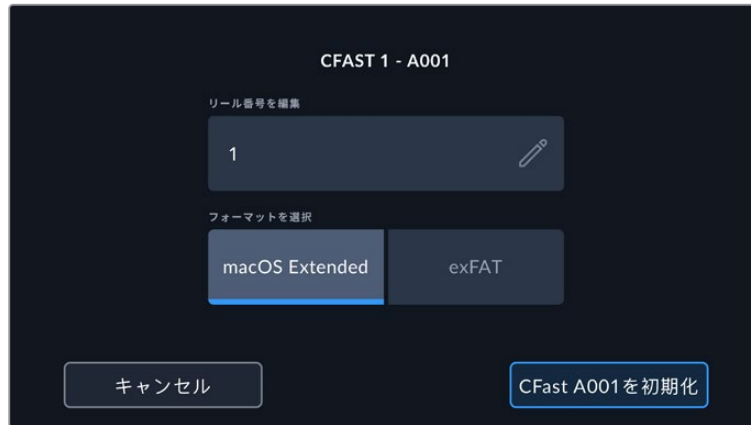 CFAST 1 - A001
リール番号を編集
1
フォーマットを選択
macOS Extended
exFAT
キャンセル
CFast A001を初期化